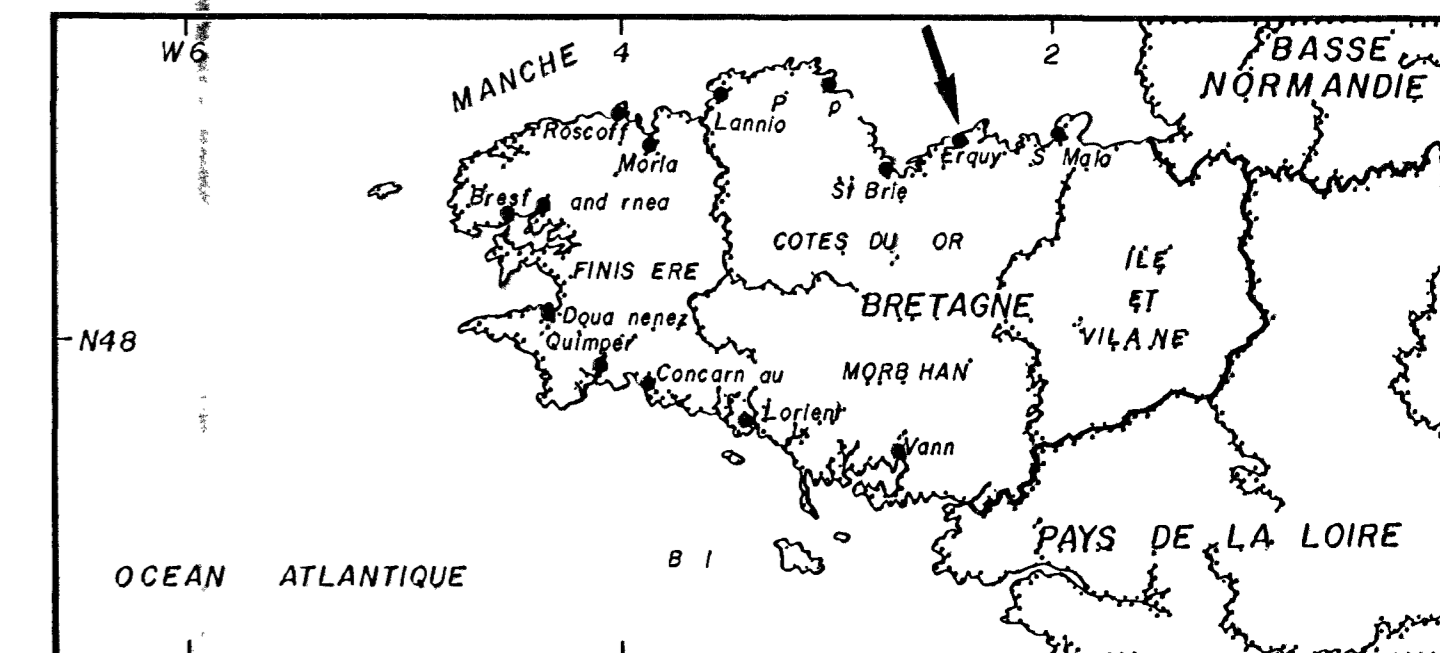 W6
4
2
MANCHE
BASSE
NORMANDIE
Roscoff
Lannio
P
p
Morla
Erquy
S Malo
St Brie
Brest
and rnea
COTES DU OR
ILE
ET
VILANE
FINIS ERE
BRETAGNE
Doua nenez
N48
Quimper
Concarn au
MORB HAN
Lorient
Vann
PAYS DE LA LOIRE
B I
OCEAN ATLANTIQUE